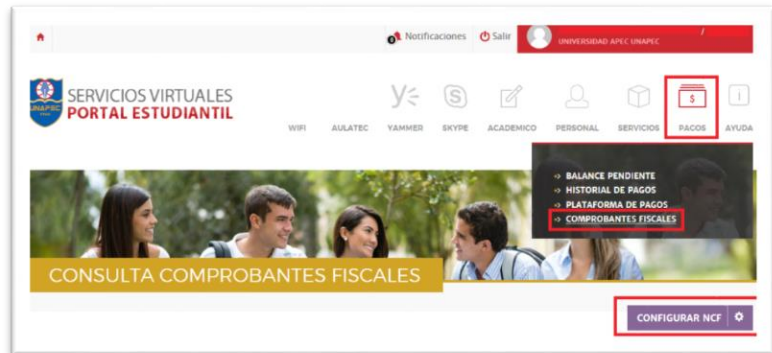 Notificaciones Salir
UNIVERSIDAD APEC UNAPEC
UNAPEC
SERVICIOS VIRTUALES
PORTAL ESTUDIANTIL
WIFI AULATEC YAMMER SKYPE ACADEMICO PERSONAL SERVICIOS PAGOS AYUDA
BALANCE PENDIENTE
HISTORIAL DE PAGOS
PLATAFORMA DE PAGOS
COMPROBANTES FISCALES
CONSULTA COMPROBANTES FISCALES
CONFIGURAR NCF